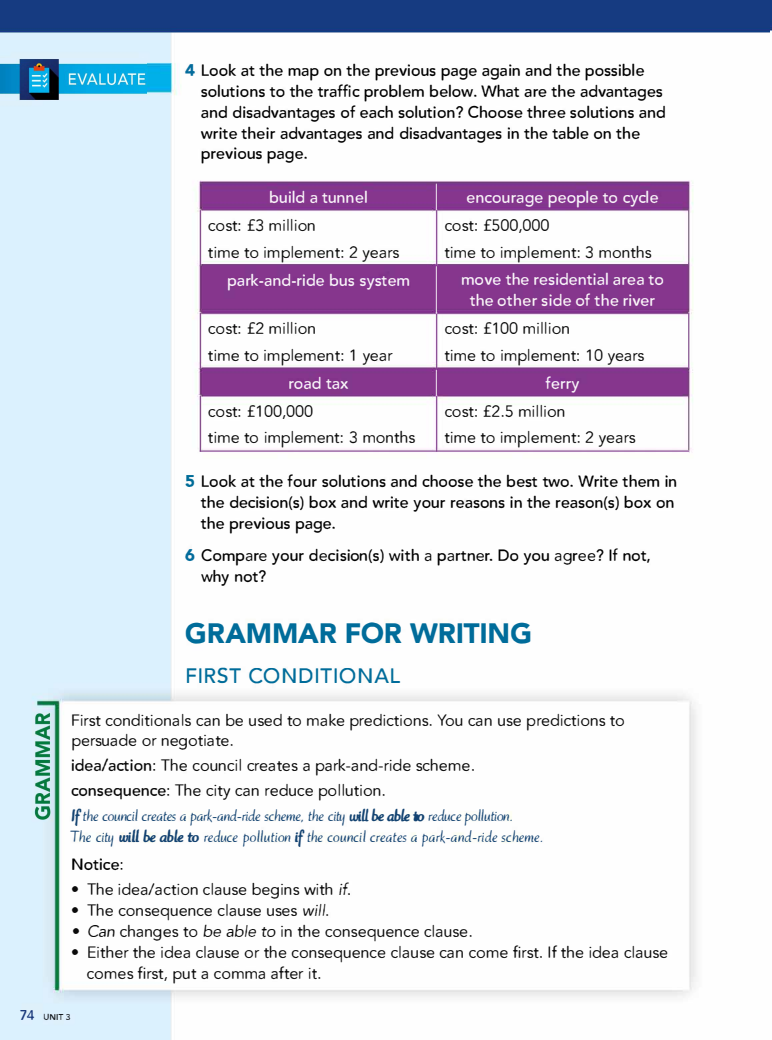 EVALUATE
4 Look at the map on the previous page again and the possible
solutions to the traffic problem below. What are the advantages
and disadvantages of each solution? Choose three solutions and
write their advantages and disadvantages in the table on the
previous page.
build a tunnel
encourage people to cycle
cost: £3 million
time to implement: 2 years
cost: £500,000
time to implement: 3 months
park-and-ride bus system
move the residential area to
the other side of the river
cost: £2 million
time to implement: 1 year
cost: £100 million
time to implement: 10 years
road tax
ferry
cost: £100,000
time to implement: 3 months
cost: £2.5 million
time to implement: 2 years
5 Look at the four solutions and choose the best two. Write them in
the decision(s) box and write your reasons in the reason(s) box on
the previous page.
6 Compare your decision(s) with a partner. Do you agree? If not,
why not?
GRAMMAR FOR WRITING
FIRST CONDITIONAL
GRAMMAR
First conditionals can be used to make predictions. You can use predictions to
persuade or negotiate.
idea/action: The council creates a park-and-ride scheme.
consequence: The city can reduce pollution.
If the council creates a park-and-ride scheme, the city will be able to reduce pollution.
The city will be able to reduce pollution if the council creates a park-and-ride scheme.
Notice:
• The idea/action clause begins with if.
• The consequence clause uses will.
• Can changes to be able to in the consequence clause.
• Either the idea clause or the consequence clause can come first. If the idea clause
comes first, put a comma after it.
74 UNIT 3